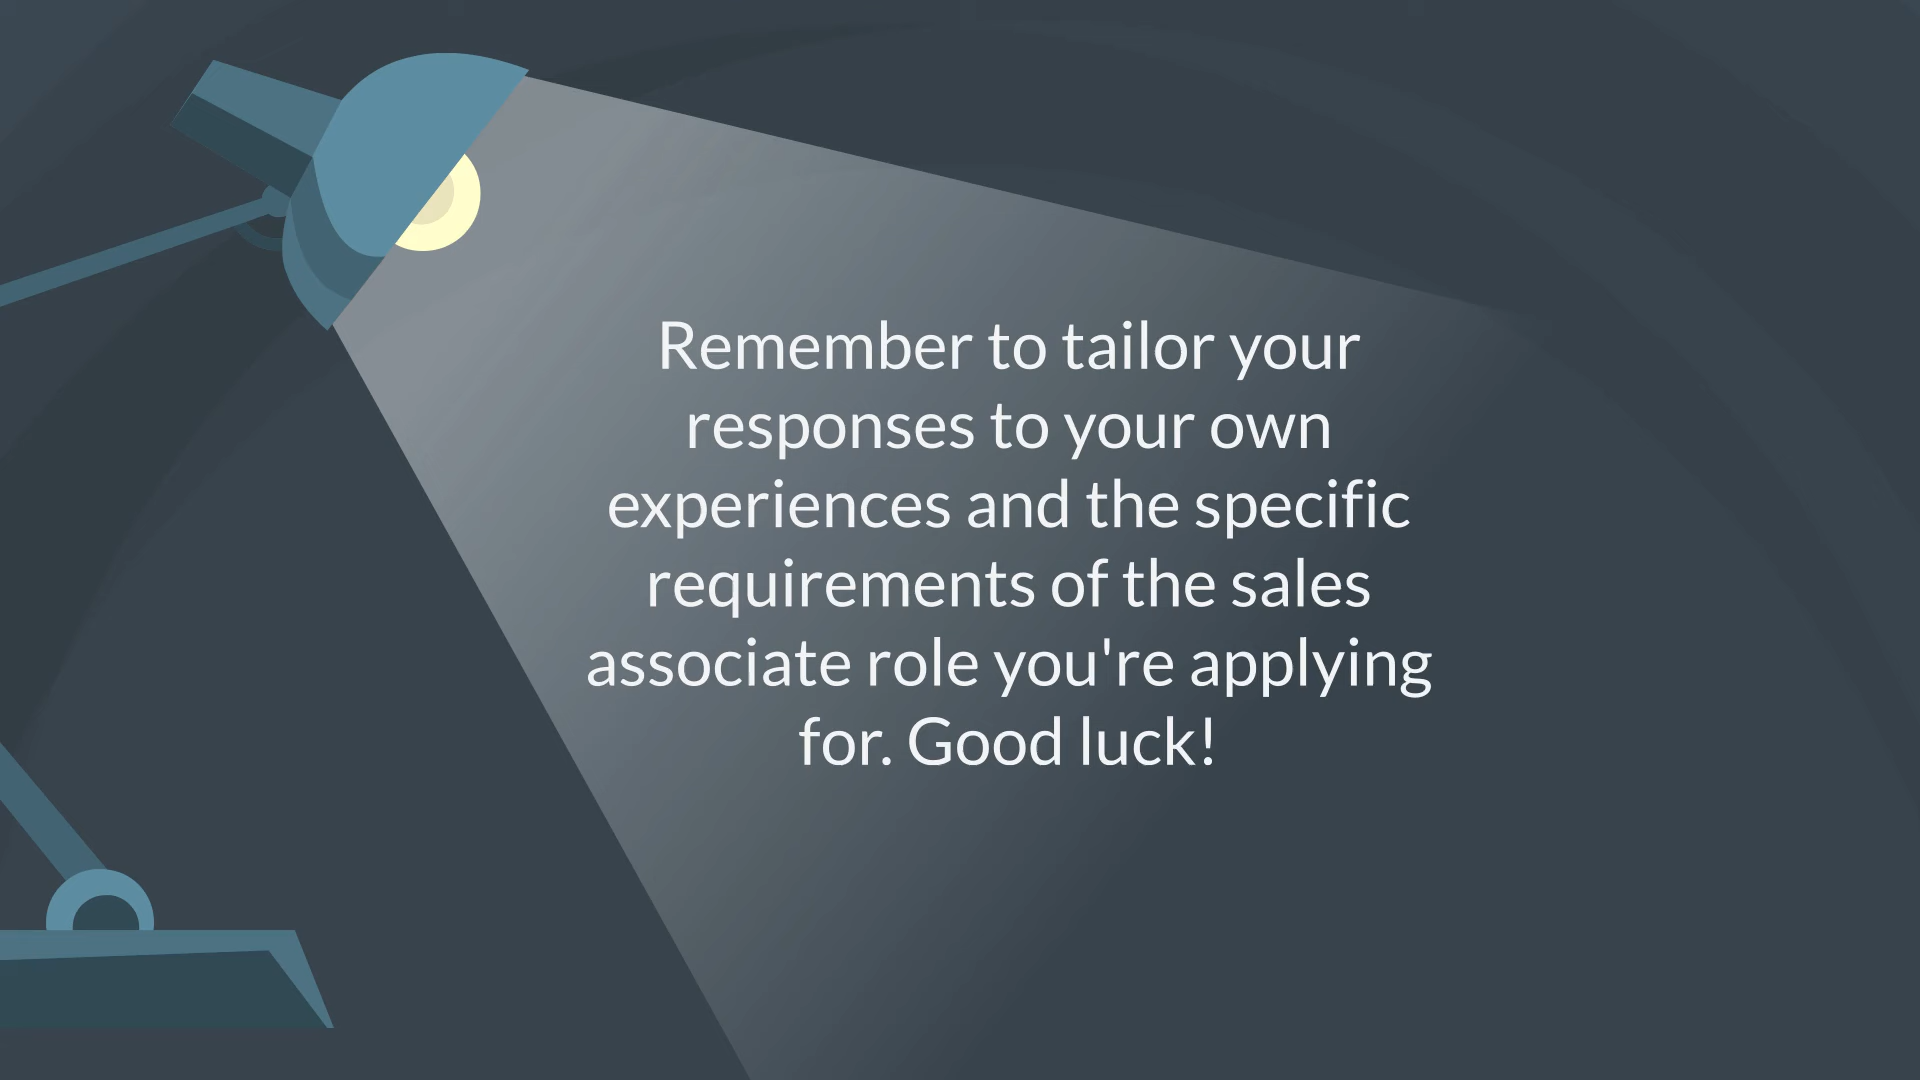 Remember to tailor your
responses to your own
experiences and the specific
requirements of the sales
associate role you're applying
for. Good luck!